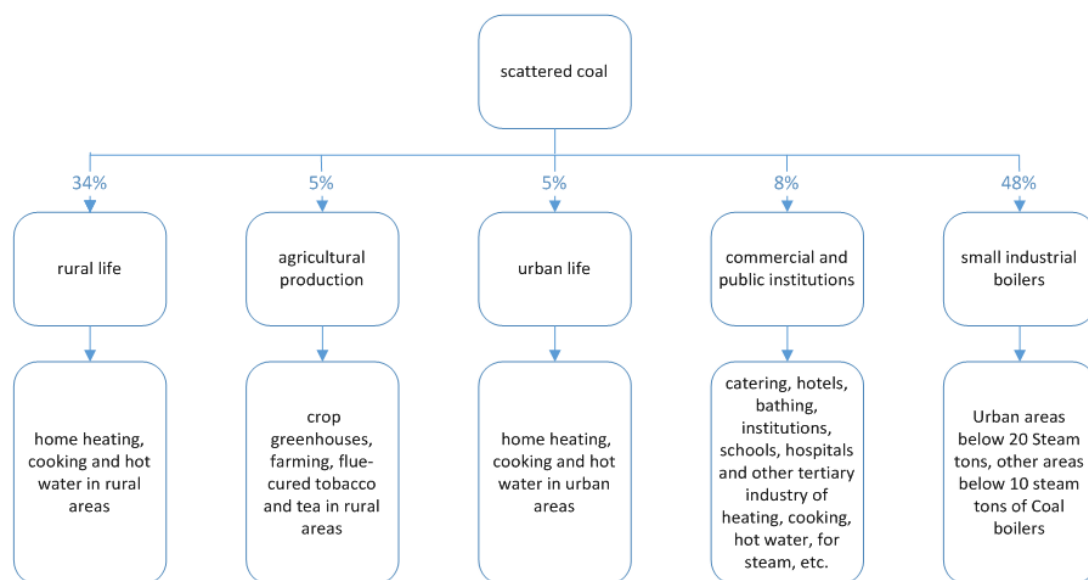 scattered coal
34%
5%
5%
8%
48%
rural life
agricultural
production
urban life
commercial and
public institutions
small industrial
boilers
home heating,
cooking and hot
water in rural
areas
crop
greenhouses,
farming, flue-
cured tobacco
and tea in rural
areas
home heating,
cooking and hot
water in urban
areas
catering, hotels,
bathing,
institutions,
schools, hospitals
and other tertiary
industry of
heating, cooking,
hot water, for
steam, etc.
Urban areas
below 20 Steam
tons, other areas
below 10 steam
tons of Coal
boilers